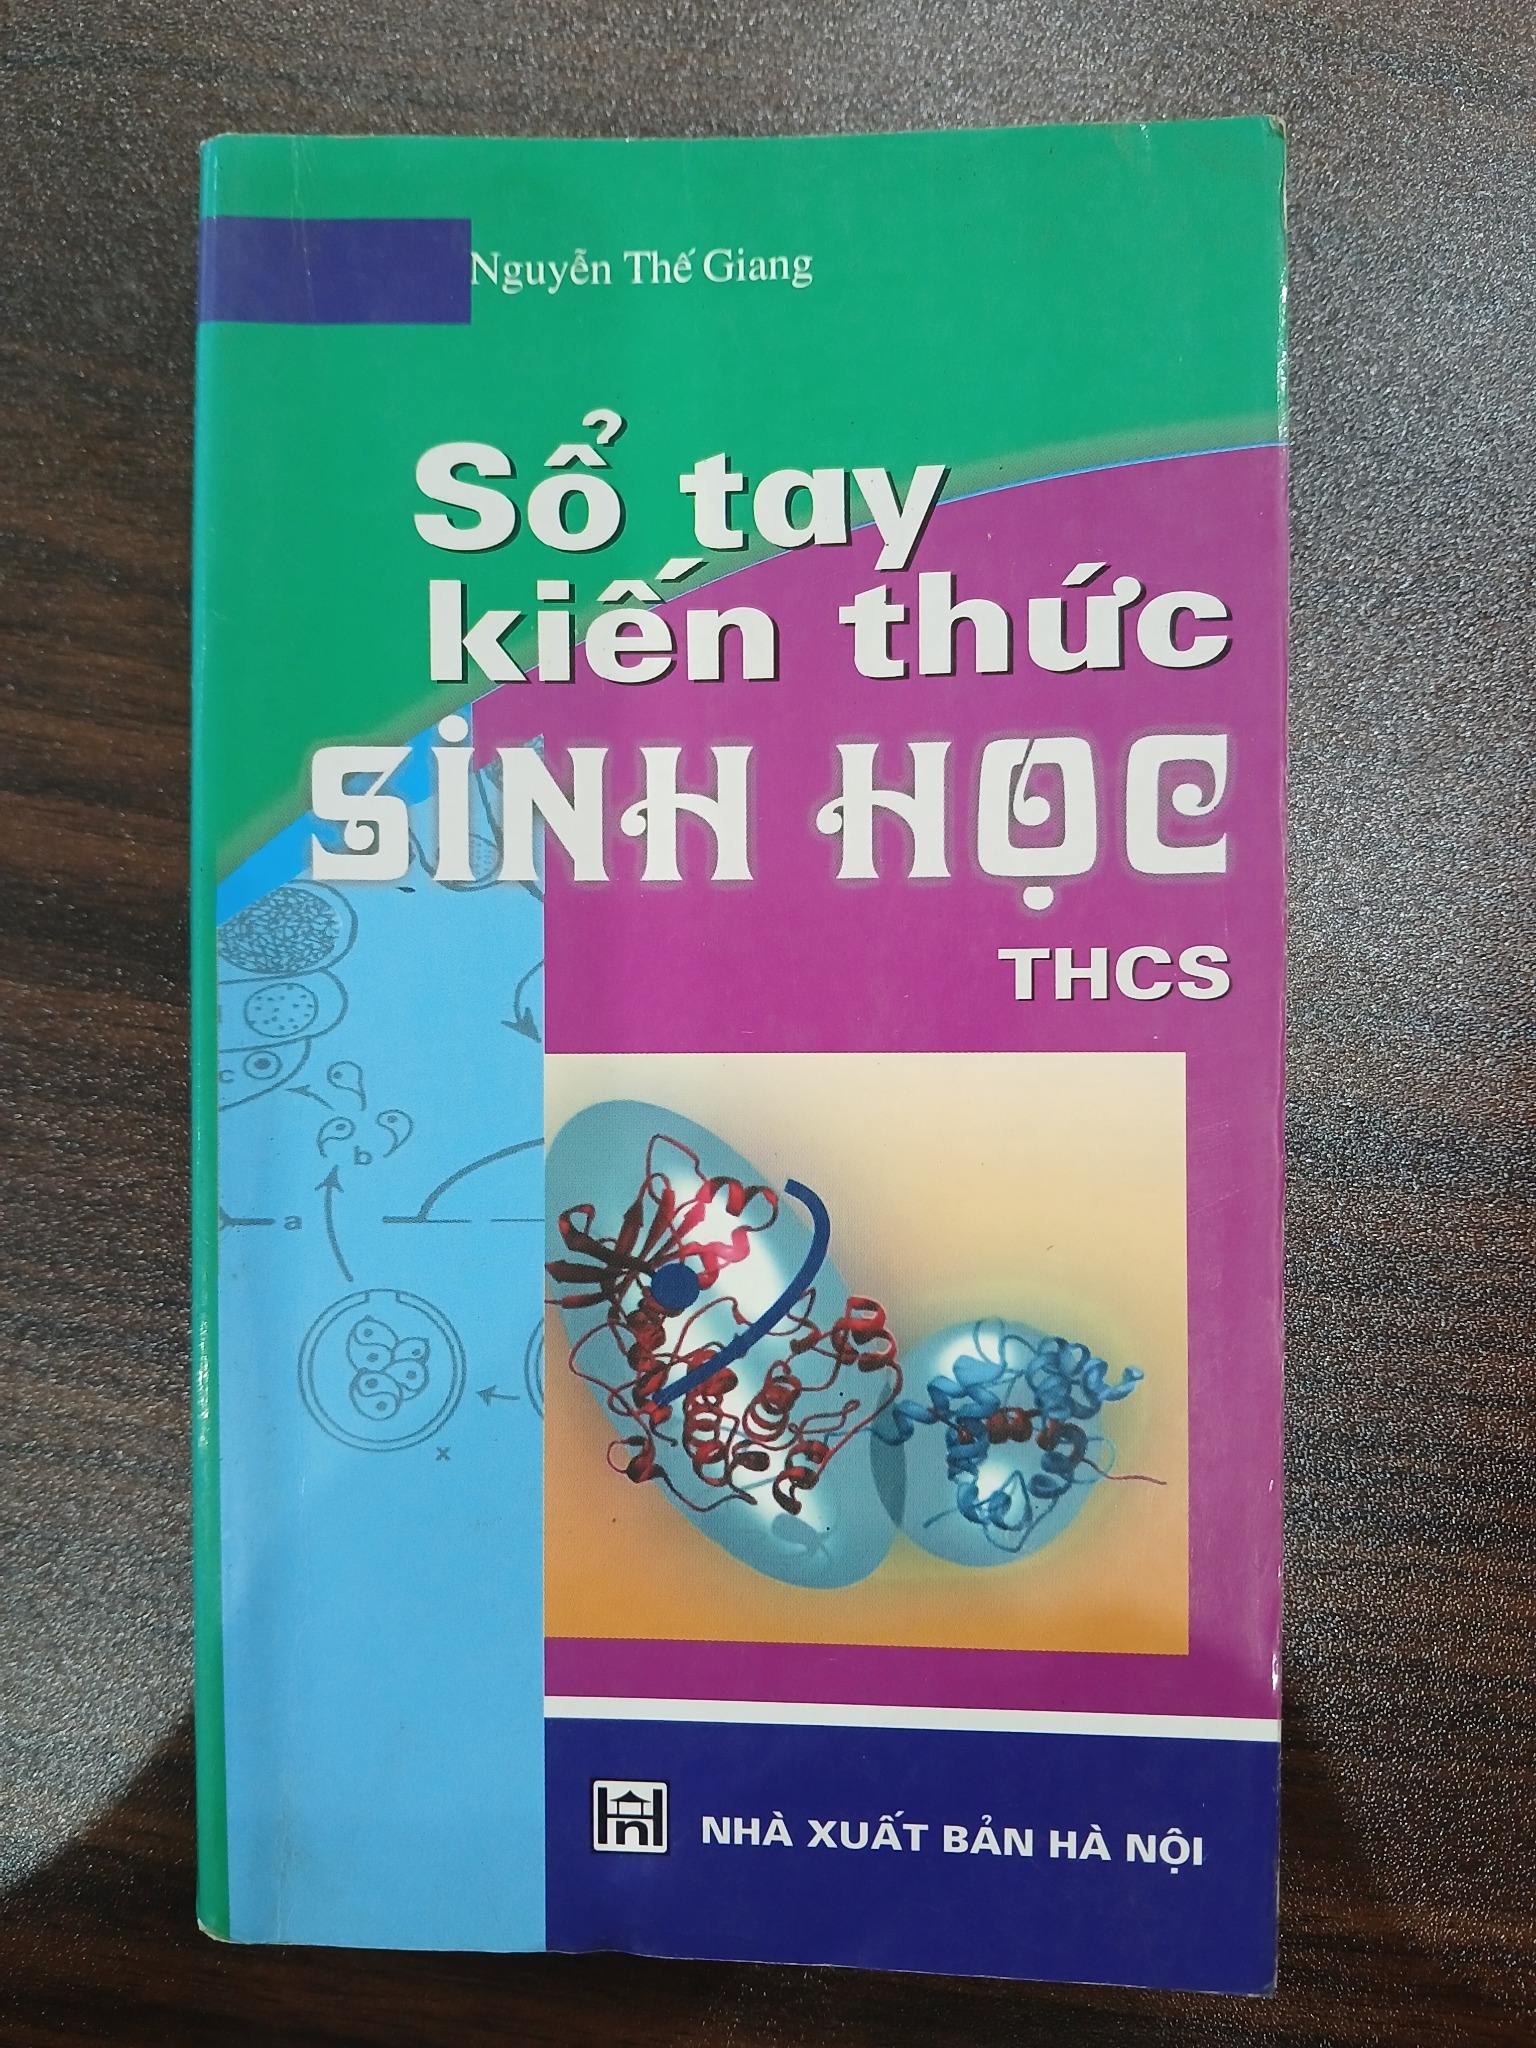 Nguyễn Thế Giang
Sổ tay
kiến thức
SINH HỌC
THCS
c
b
a
x
NHÀ XUẤT BẢN HÀ NỘI